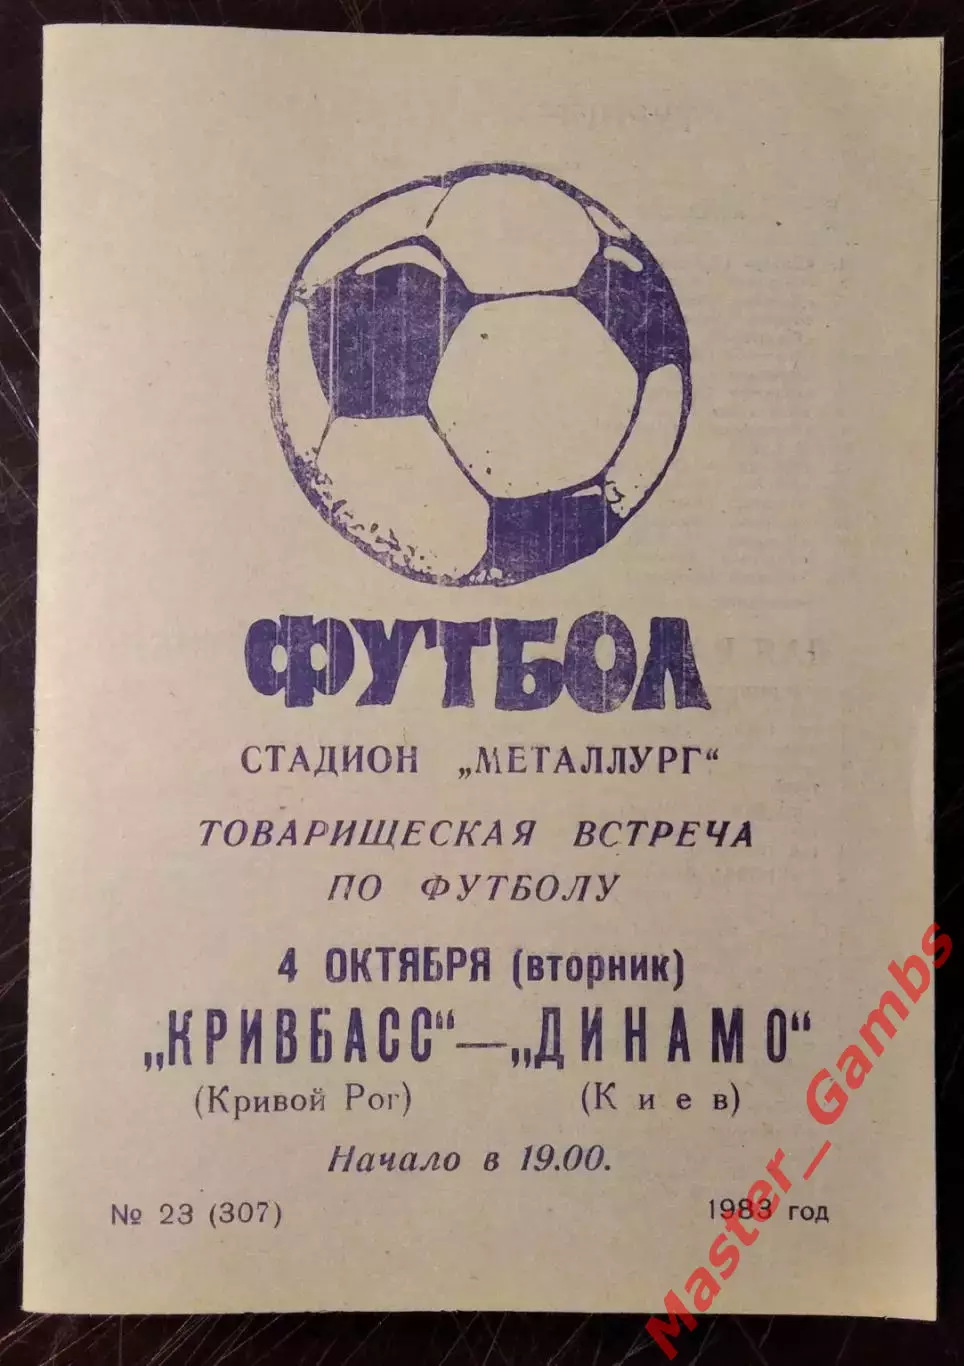 ФУТБОЛ
СТАДИОН „МЕТАЛЛУРГ“
ТОВАРИЩЕСКАЯ ВСТРЕЧА
ПО ФУТБОЛУ
4 ОКТЯБРЯ (вторник)
„КРИВБАСС“—„ДИНАМО“
(Кривой Рог) (Киев)
Начало в 19.00.
№ 23 (307) 1983 год
Master_Gambs